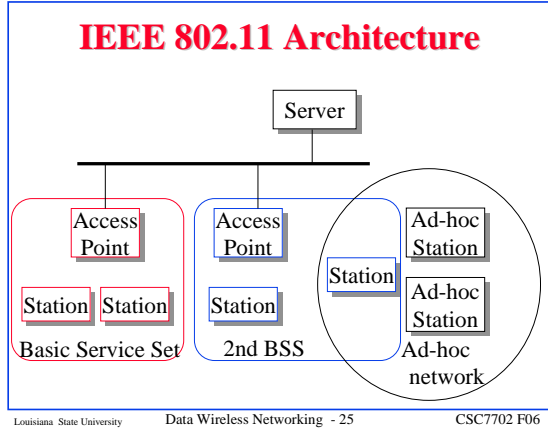 IEEE 802.11 Architecture
Server
Access
Point
Access
Point
Ad-hoc
Station
Station
Station
Station
Station
Ad-hoc
Station
Basic Service Set
2nd BSS
Ad-hoc
network
Louisiana State University
Data Wireless Networking - 25
CSC7702 F06